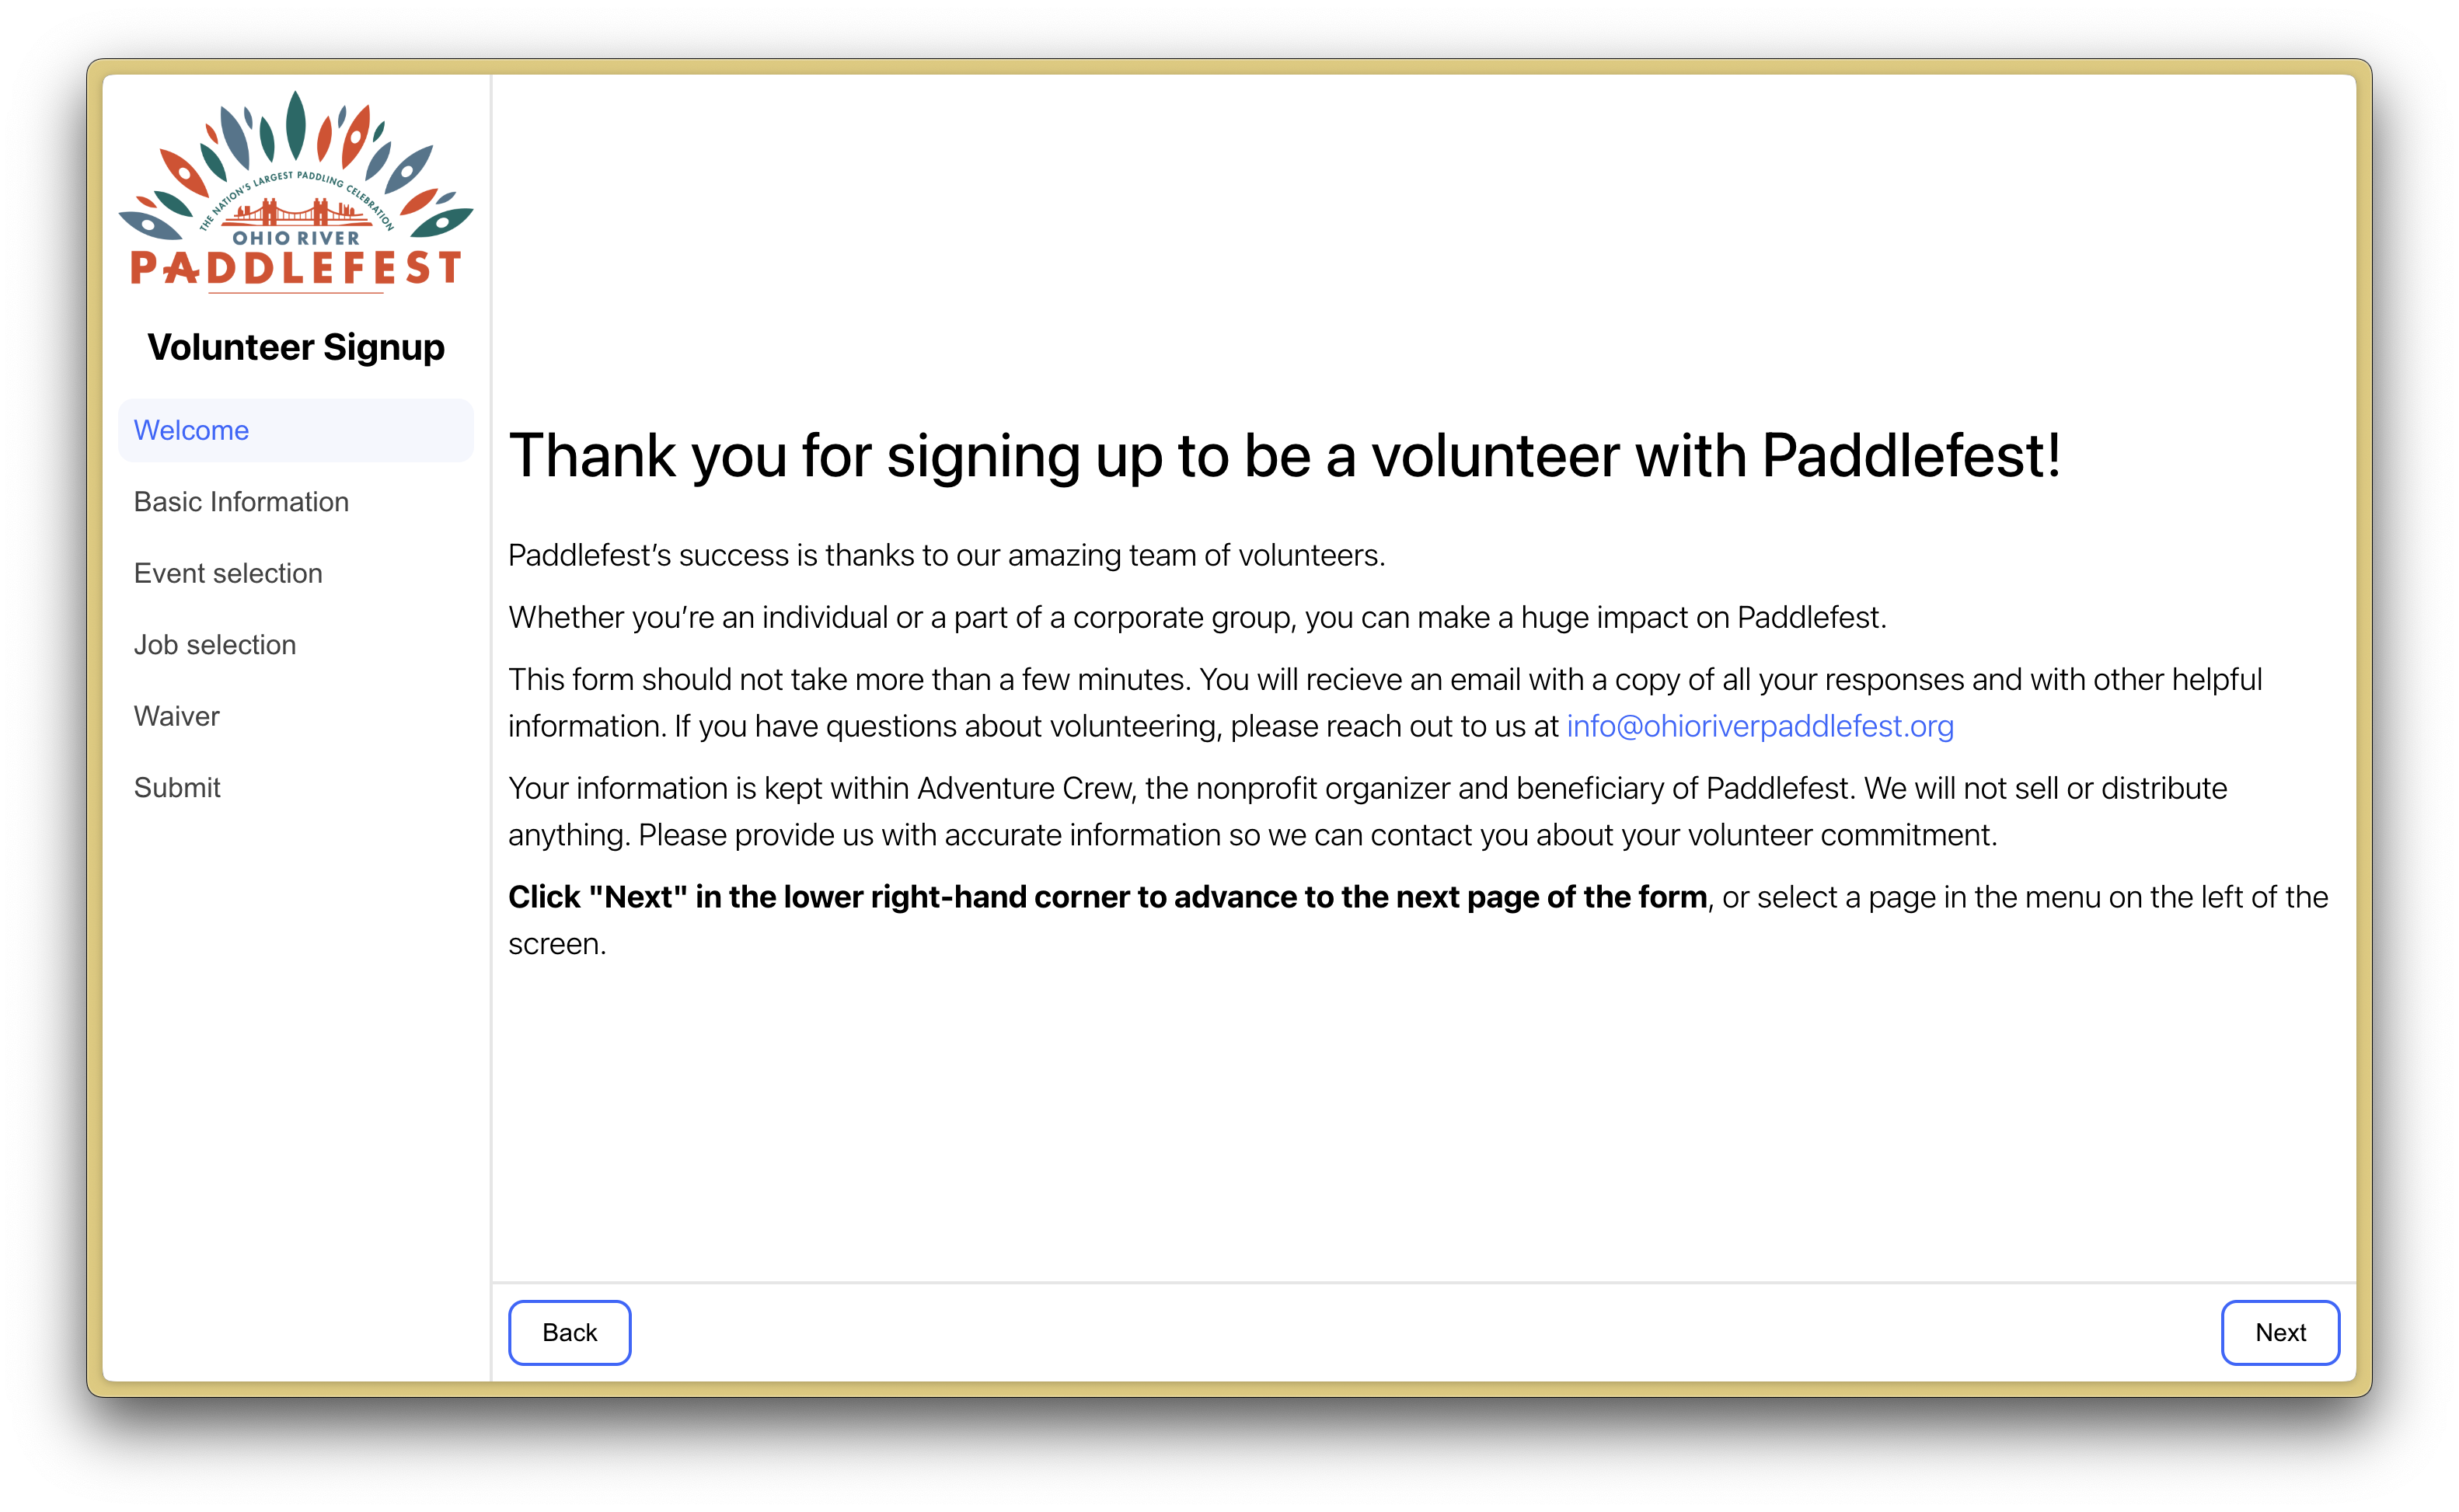 THE NATION'S LARGEST PADDLING CELEBRATION
OHIO RIVER
PADDLEFEST
Volunteer Signup
Welcome
Basic Information
Event selection
Job selection
Waiver
Submit
Thank you for signing up to be a volunteer with Paddlefest!
Paddlefest’s success is thanks to our amazing team of volunteers.
Whether you’re an individual or a part of a corporate group, you can make a huge impact on Paddlefest.
This form should not take more than a few minutes. You will recieve an email with a copy of all your responses and with other helpful
information. If you have questions about volunteering, please reach out to us at info@ohioriverpaddlefest.org
Your information is kept within Adventure Crew, the nonprofit organizer and beneficiary of Paddlefest. We will not sell or distribute
anything. Please provide us with accurate information so we can contact you about your volunteer commitment.
Click "Next" in the lower right-hand corner to advance to the next page of the form, or select a page in the menu on the left of the
screen.
Back
Next